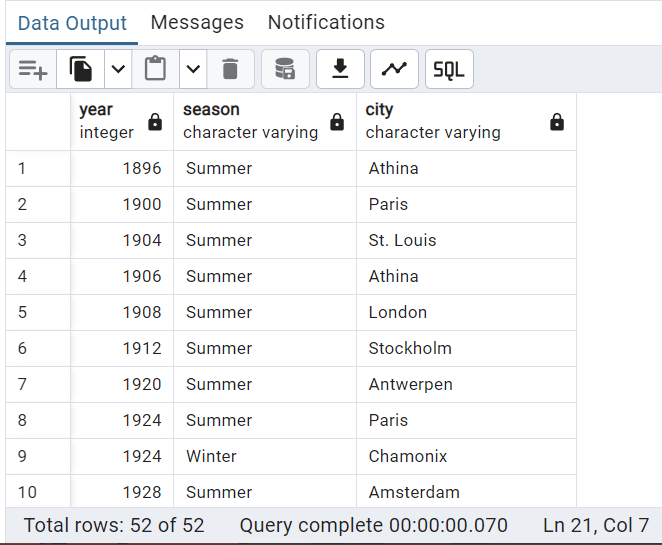 Data Output Messages Notifications
SQL
year season city
integer character varying character varying
1 1896 Summer Athina
2 1900 Summer Paris
3 1904 Summer St. Louis
4 1906 Summer Athina
5 1908 Summer London
6 1912 Summer Stockholm
7 1920 Summer Antwerpen
8 1924 Summer Paris
9 1924 Winter Chamonix
10 1928 Summer Amsterdam
Total rows: 52 of 52 Query complete 00:00:00.070 Ln 21, Col 7